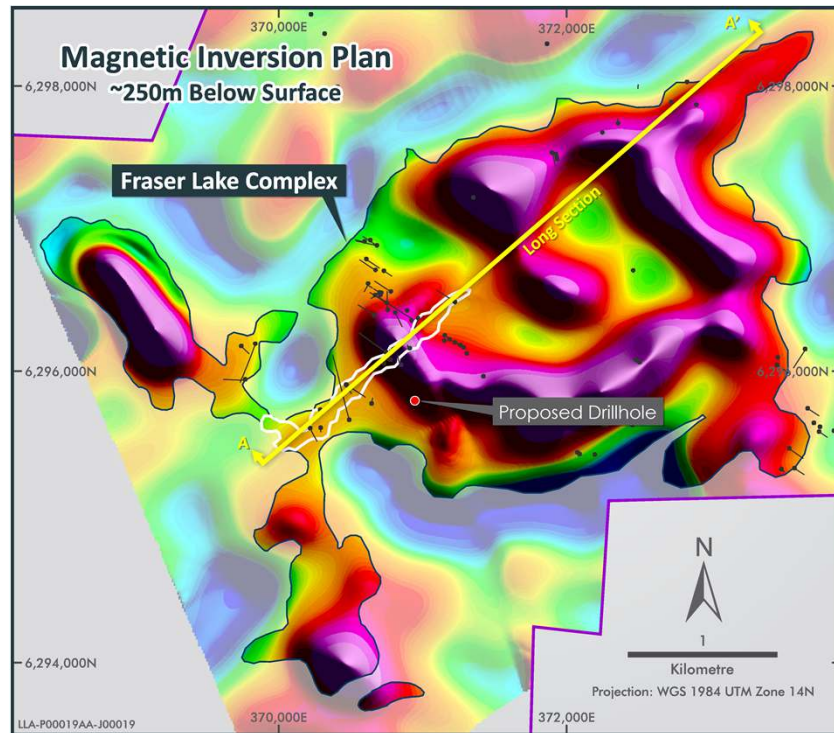 370,000E
372,000E
A'
Magnetic Inversion Plan
~250m Below Surface
6,298,000N
6,298,000N
Fraser Lake Complex
Long Section
6,296,000N
6,296,000N
Proposed Drillhole
A
N
1
Kilometre
6,294,000N
Projection: WGS 1984 UTM Zone 14N
370,000E
372,000E
LLA-P00019AA-J00019